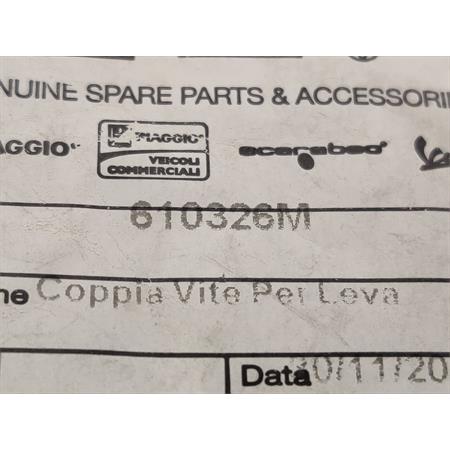 NUINE SPARE PARTS & ACCESSORI
AGGIO® PIAGGIO® scarabeo®
VEICOLI
COMMERCIALI
610326M
ne Coppia Vite Per Leva
Data 30/11/20